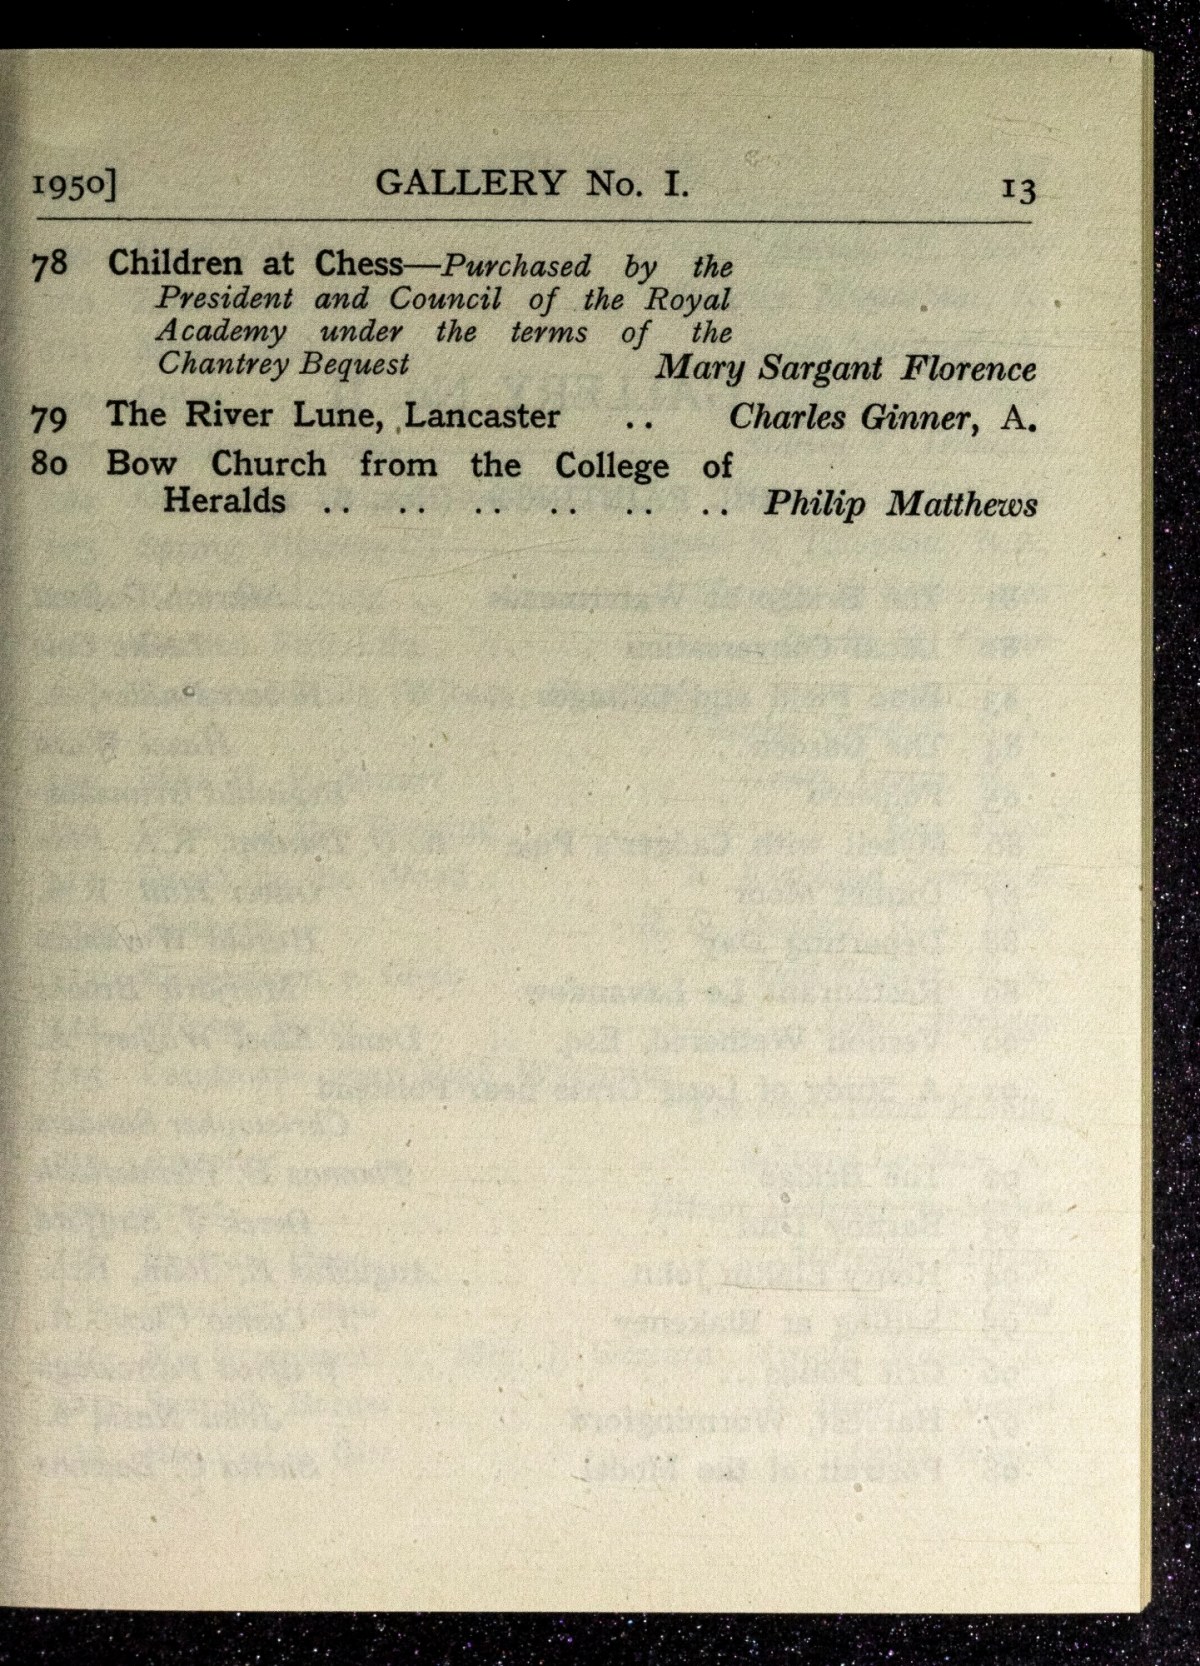 1950] GALLERY No. I. 13
78 Children at Chess—Purchased by the
President and Council of the Royal
Academy under the terms of the
Chantrey Bequest Mary Sargant Florence
79 The River Lune, Lancaster .. Charles Ginner, A.
80 Bow Church from the College of
Heralds .. .. .. .. .. .. Philip Matthews